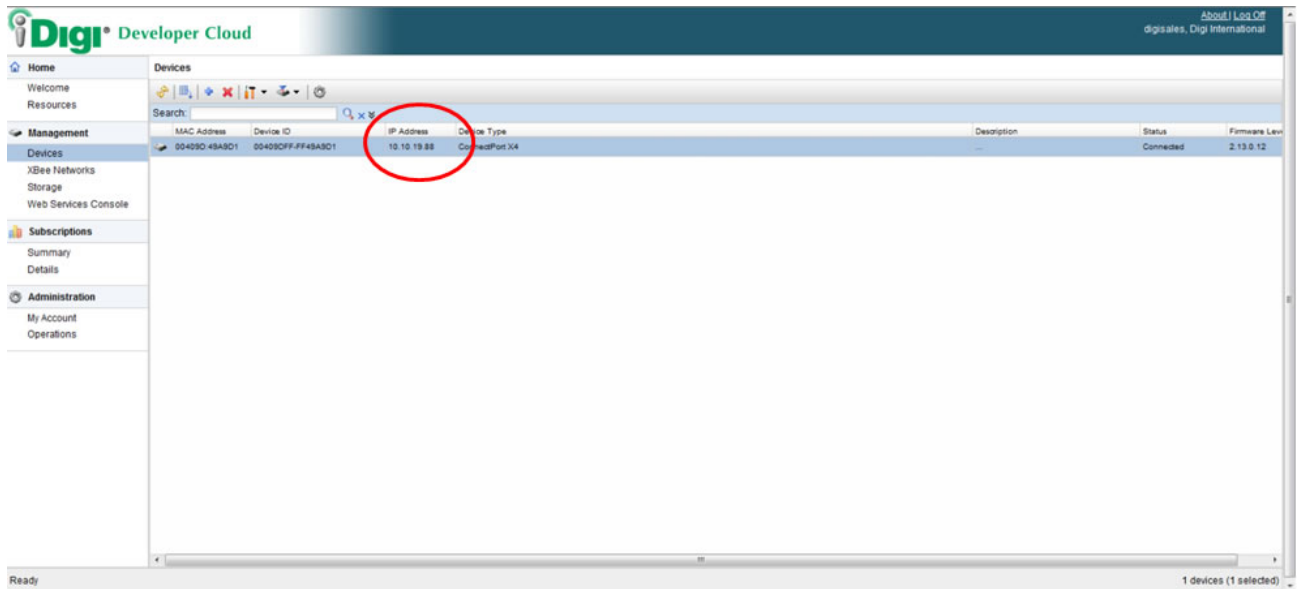 About | Log Off
iDigi® Developer Cloud
digisales, Digi International
Home
Welcome
Resources
Management
Devices
XBee Networks
Storage
Web Services Console
Subscriptions
Summary
Details
Administration
My Account
Operations
Devices
Search:
MAC Address Device ID IP Address Device Type Description Status Firmware Lev
00409D:49A9D1 00409DFF-FF49A9D1 10.10.19.88 ConnectPort X4 ... Connected 2.13.0.12
Ready
1 devices (1 selected)